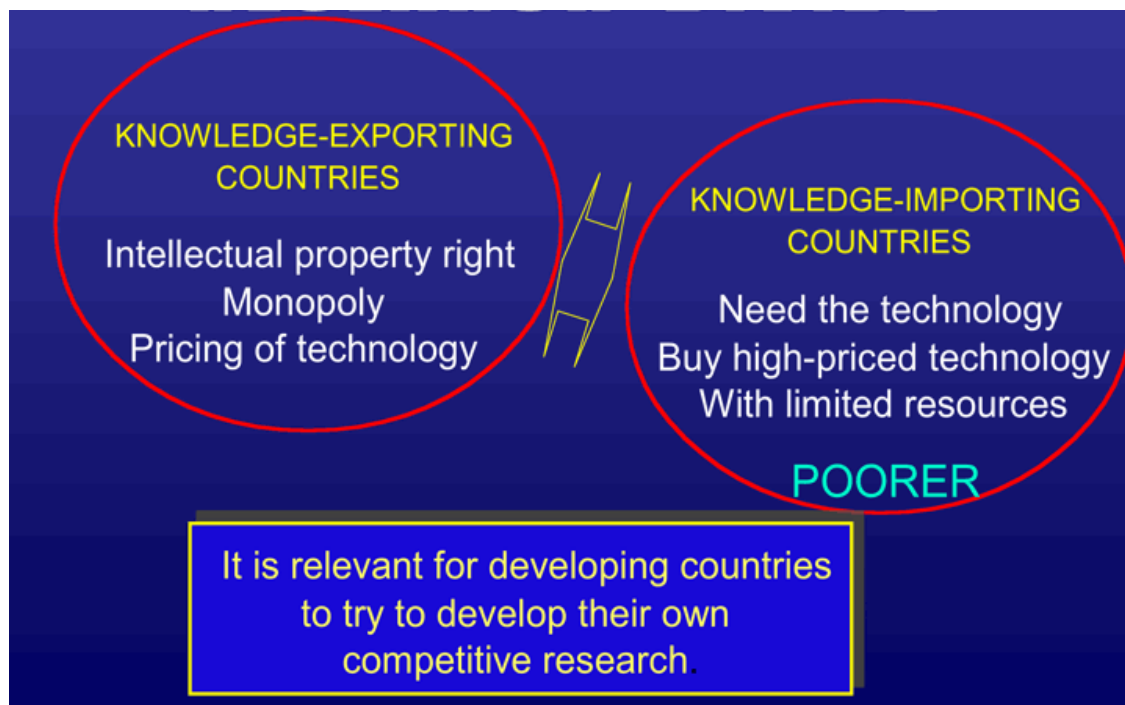 KNOWLEDGE-EXPORTING
COUNTRIES
Intellectual property right
Monopoly
Pricing of technology
KNOWLEDGE-IMPORTING
COUNTRIES
Need the technology
Buy high-priced technology
With limited resources
POORER
It is relevant for developing countries
to try to develop their own
competitive research.